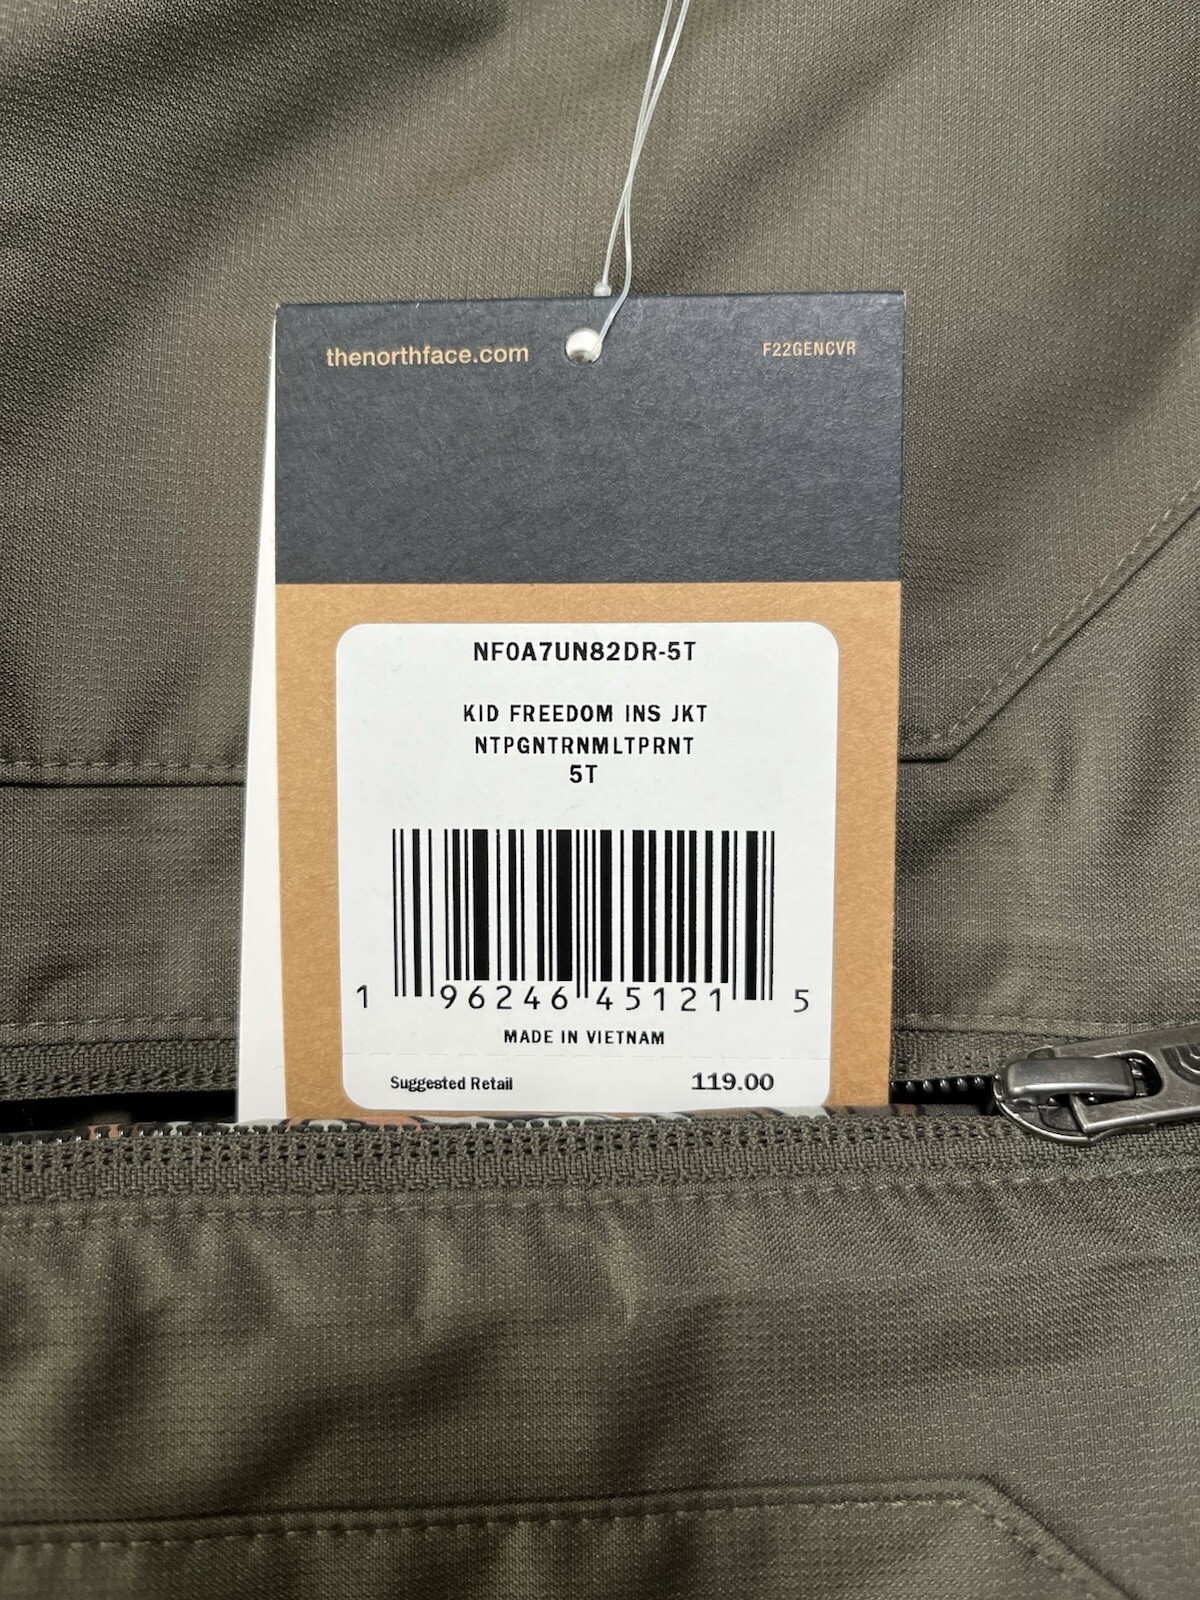 thenorthface.com
F22GENCVR
NF0A7UN82DR-5T
KID FREEDOM INS JKT
NTPGNTRNMLTPRNT
5T
1 96246 45121 5
MADE IN VIETNAM
Suggested Retail 119.00